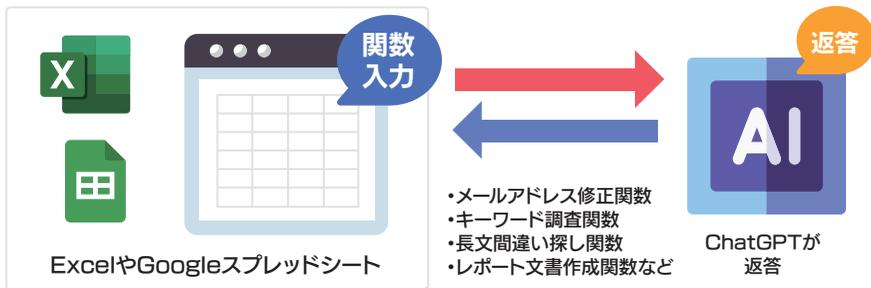 X
関数
入力
ExcelやGoogleスプレッドシート
・メールアドレス修正関数
・キーワード調査関数
・長文間違い探し関数
・レポート文書作成関数など
返答
AI
ChatGPTが
返答